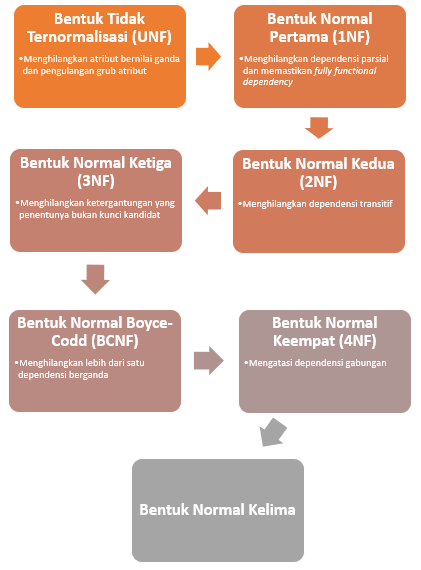 Bentuk Tidak
Ternormalisasi (UNF)
•Menghilangkan atribut bernilai ganda
dan pengulangan grub atribut
Bentuk Normal
Pertama (1NF)
•Menghilangkan dependensi parsial
dan memastikan fully functional
dependency
Bentuk Normal Kedua
(2NF)
•Menghilangkan dependensi transitif
Bentuk Normal Ketiga
(3NF)
•Menghilangkan ketergantungan yang
penentunya bukan kunci kandidat
Bentuk Normal Boyce-
Codd (BCNF)
•Menghilangkan lebih dari satu
dependensi berganda
Bentuk Normal
Keempat (4NF)
•Mengatasi dependensi gabungan
Bentuk Normal Kelima